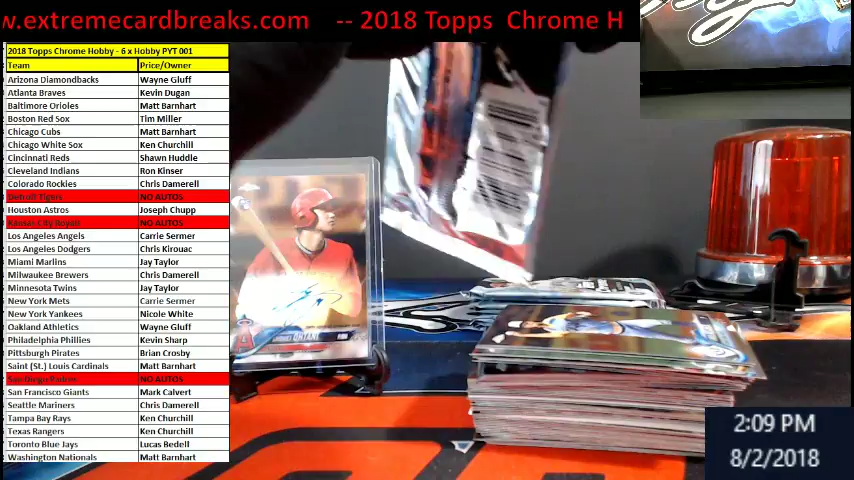 w.extremecardbreaks.com -- 2018 Topps Chrome H
2018 Topps Chrome Hobby - 6 x Hobby PYT 001
Team Price/Owner
Arizona Diamondbacks Wayne Gluff
Atlanta Braves Kevin Dugan
Baltimore Orioles Matt Barnhart
Boston Red Sox Tim Miller
Chicago Cubs Matt Barnhart
Chicago White Sox Ken Churchill
Cincinnati Reds Shawn Huddle
Cleveland Indians Ron Kinser
Colorado Rockies Chris Damerell
Detroit Tigers NO AUTOS
Houston Astros Joseph Chupp
Kansas City Royals NO AUTOS
Los Angeles Angels Carrie Sermer
Los Angeles Dodgers Chris Kirouac
Miami Marlins Jay Taylor
Milwaukee Brewers Chris Damerell
Minnesota Twins Jay Taylor
New York Mets Carrie Sermer
New York Yankees Nicole White
Oakland Athletics Wayne Gluff
Philadelphia Phillies Kevin Sharp
Pittsburgh Pirates Brian Crosby
Saint (St.) Louis Cardinals Matt Barnhart
San Diego Padres NO AUTOS
San Francisco Giants Mark Calvert
Seattle Mariners Chris Damerell
Tampa Bay Rays Ken Churchill
Texas Rangers Ken Churchill
Toronto Blue Jays Lucas Bedell
Washington Nationals Matt Barnhart
2:09 PM
8/2/2018